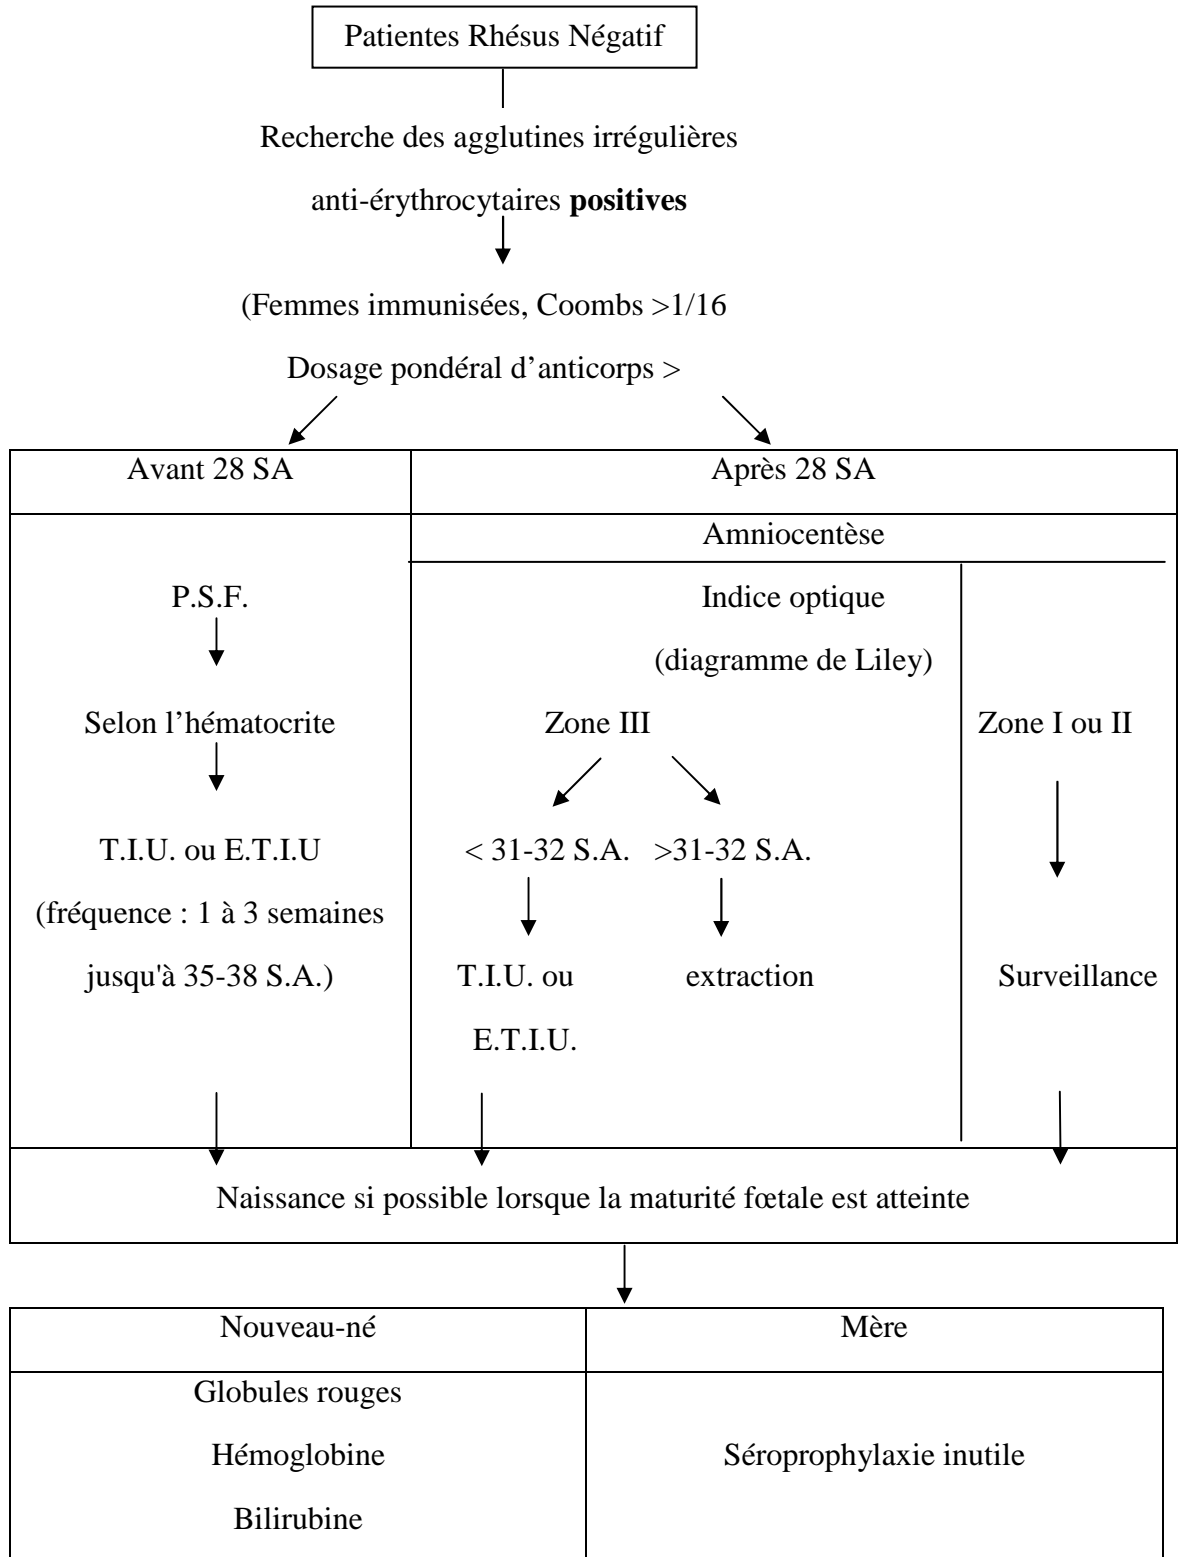 Patientes Rhésus Négatif
Recherche des agglutines irrégulières
anti-érythrocytaires positives
(Femmes immunisées, Coombs >1/16
Dosage pondéral d’anticorps >
Avant 28 SA
Après 28 SA
Amniocentèse
P.S.F.
Indice optique
(diagramme de Liley)
Selon l’hématocrite
Zone III
Zone I ou II
T.I.U. ou E.T.I.U
< 31-32 S.A.
>31-32 S.A.
(fréquence : 1 à 3 semaines
jusqu'à 35-38 S.A.)
T.I.U. ou
extraction
Surveillance
E.T.I.U.
Naissance si possible lorsque la maturité fœtale est atteinte
Nouveau-né
Mère
Globules rouges
Hémoglobine
Séroprophylaxie inutile
Bilirubine